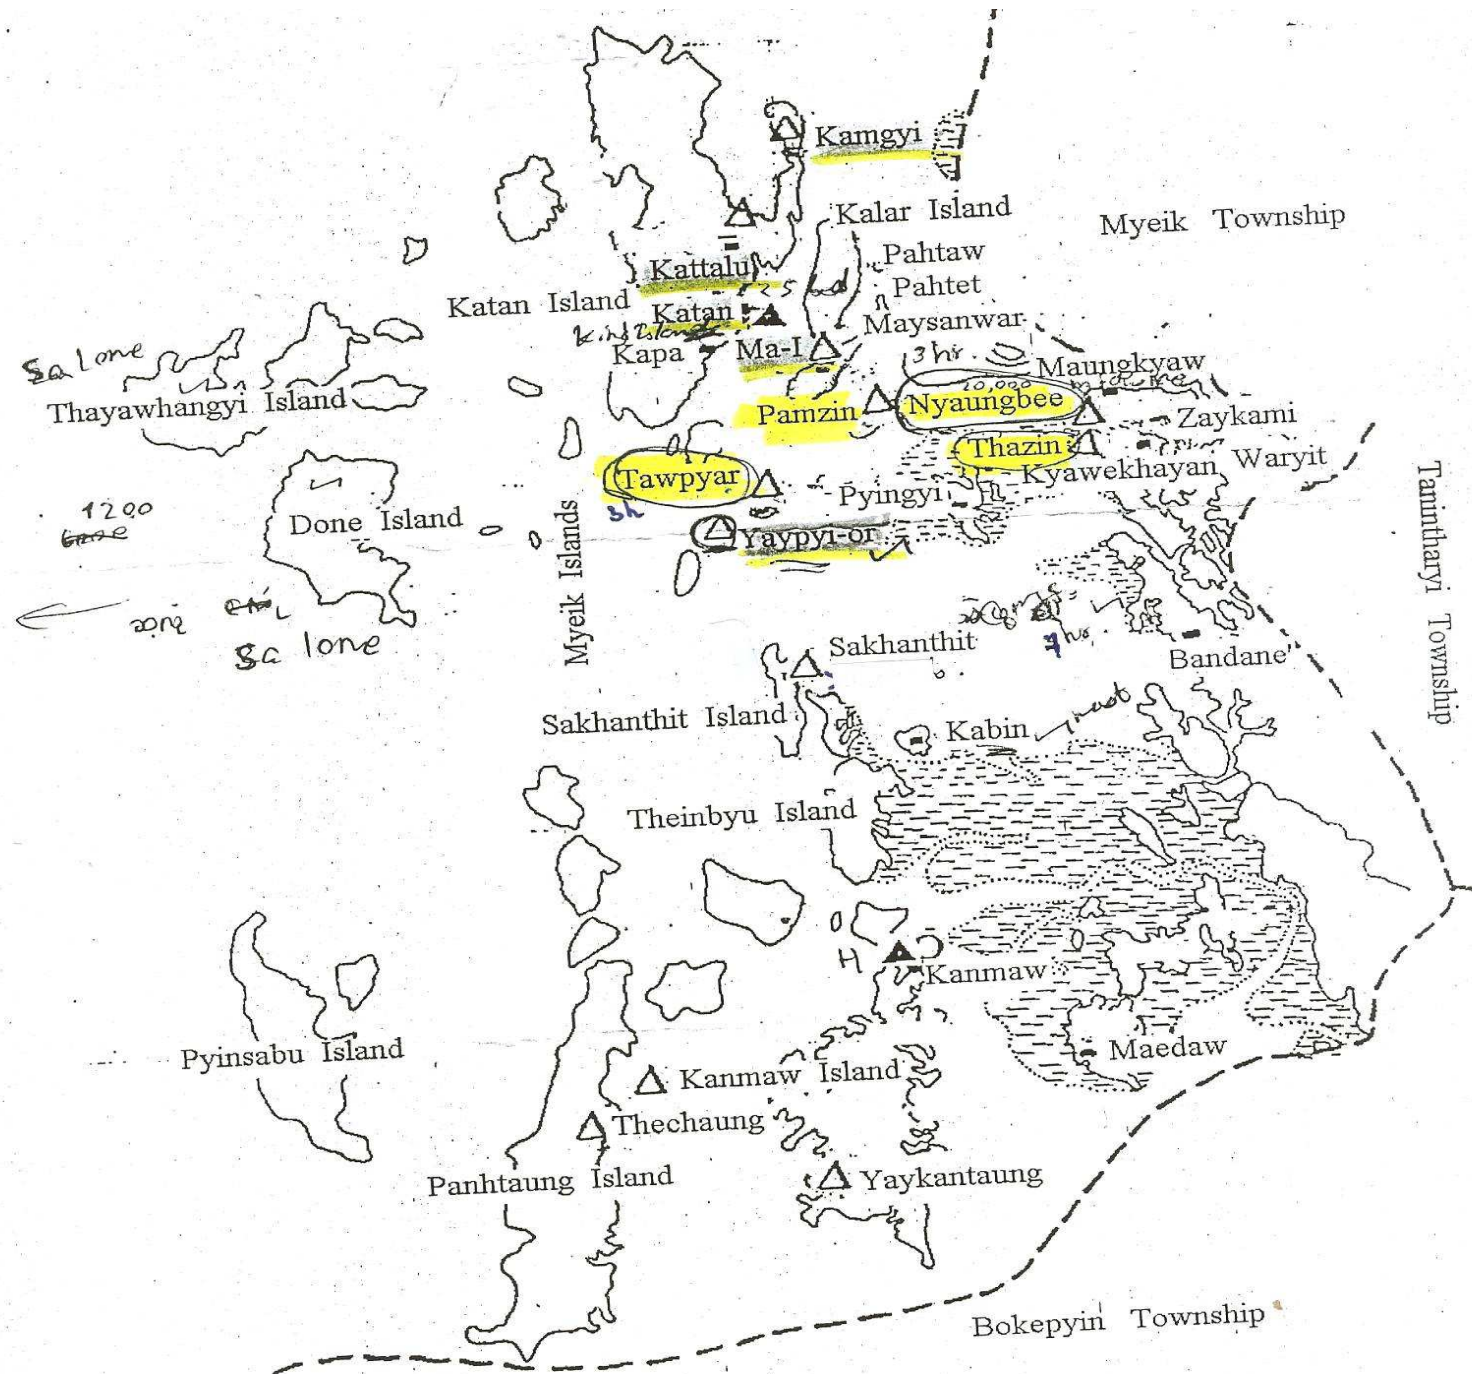 Kamgyi
Kalar Island
Myeik Township
Pahtaw
Kattalu
Pahtet
Katan Island
Katan
Maysanwar
Kapa
Ma-I
3 hr.
Maungkyaw
Sa lone
Thayawhangyi Island
10,000
Pamzin
Nyaungbee
Zaykami
Thazin
Kyawekhayan Waryit
Tawpyar
3h
Pyingyi
1200
Done Island
Yaypyi-or
Myeik Islands
Tanintharyi Township
Sa lone
7 hr.
Sakhanthit
Bandane
Sakhanthit Island
Kabin
Theinbyu Island
H
Kanmaw
Pyinsabu Island
Maedaw
Kanmaw Island
Thechaung
Panhtaung Island
Yaykantaung
Bokepyin Township